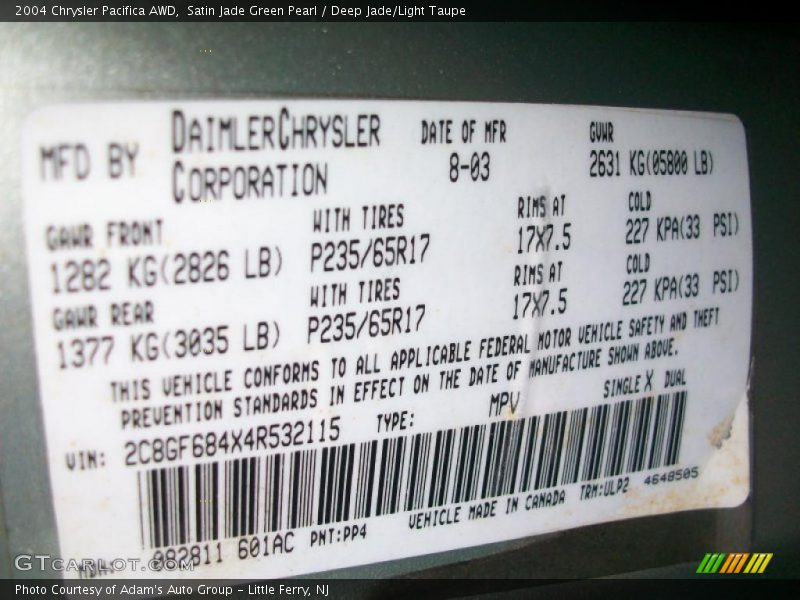 2004 Chrysler Pacifica AWD, Satin Jade Green Pearl / Deep Jade/Light Taupe
MFD BY DAIMLERCHRYSLER CORPORATION
DATE OF MFR 8-03
GVWR 2631 KG(05800 LB)
GAWR FRONT WITH TIRES RIMS AT COLD
1282 KG(2826 LB) P235/65R17 17X7.5 227 KPA(33 PSI)
GAWR REAR WITH TIRES RIMS AT COLD
1377 KG(3035 LB) P235/65R17 17X7.5 227 KPA(33 PSI)
THIS VEHICLE CONFORMS TO ALL APPLICABLE FEDERAL MOTOR VEHICLE SAFETY AND THEFT
PREVENTION STANDARDS IN EFFECT ON THE DATE OF MANUFACTURE SHOWN ABOVE.
VIN: 2C8GF684X4R532115 TYPE: MPV SINGLE X DUAL
MDH: 082811 601AC PNT:PP4 VEHICLE MADE IN CANADA TRM:ULP2 4648505
GTCarLot.com
Photo Courtesy of Adam's Auto Group - Little Ferry, NJ